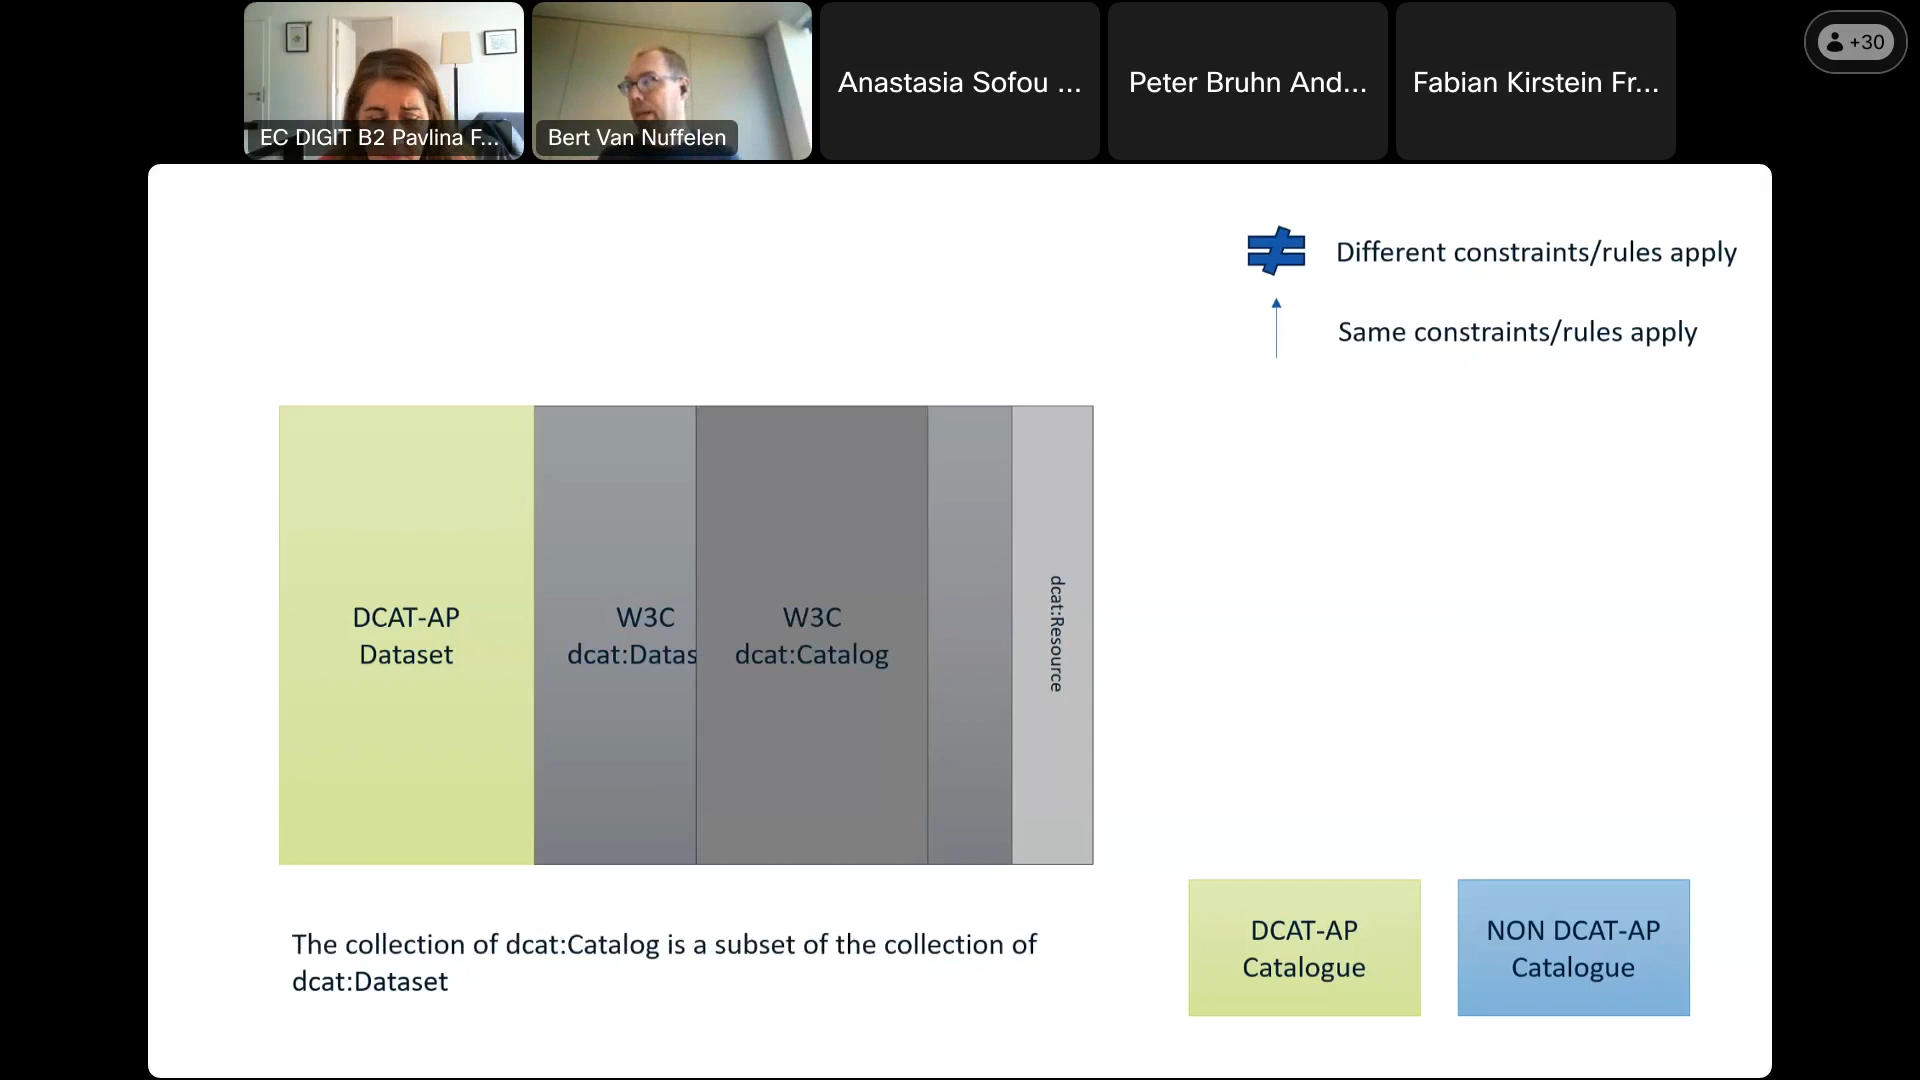 EC DIGIT B2 Pavlina F...
Bert Van Nuffelen
Anastasia Sofou ...
Peter Bruhn And...
Fabian Kirstein Fr...
+30
Different constraints/rules apply
Same constraints/rules apply
DCAT-AP
Dataset
W3C
dcat:Datas
W3C
dcat:Catalog
dcat:Resource
The collection of dcat:Catalog is a subset of the collection of
dcat:Dataset
DCAT-AP
Catalogue
NON DCAT-AP
Catalogue